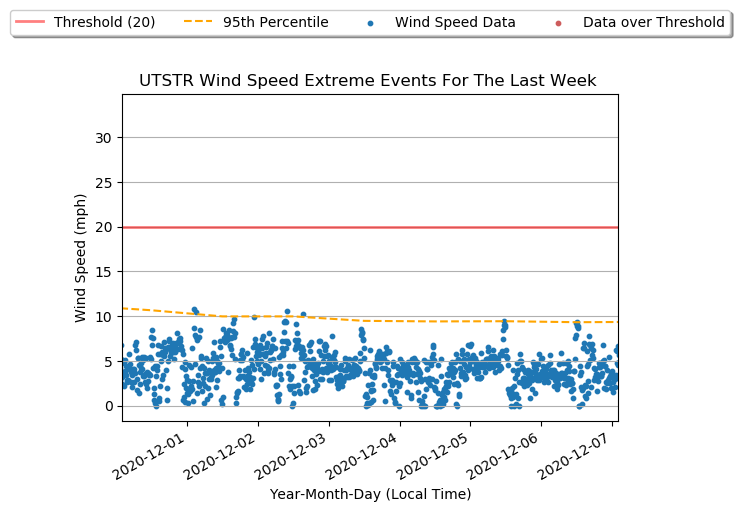 Threshold (20) 95th Percentile Wind Speed Data Data over Threshold
UTSTR Wind Speed Extreme Events For The Last Week
30
25
20
15
10
5
0
Wind Speed (mph)
2020-12-01 2020-12-02 2020-12-03 2020-12-04 2020-12-05 2020-12-06 2020-12-07
Year-Month-Day (Local Time)